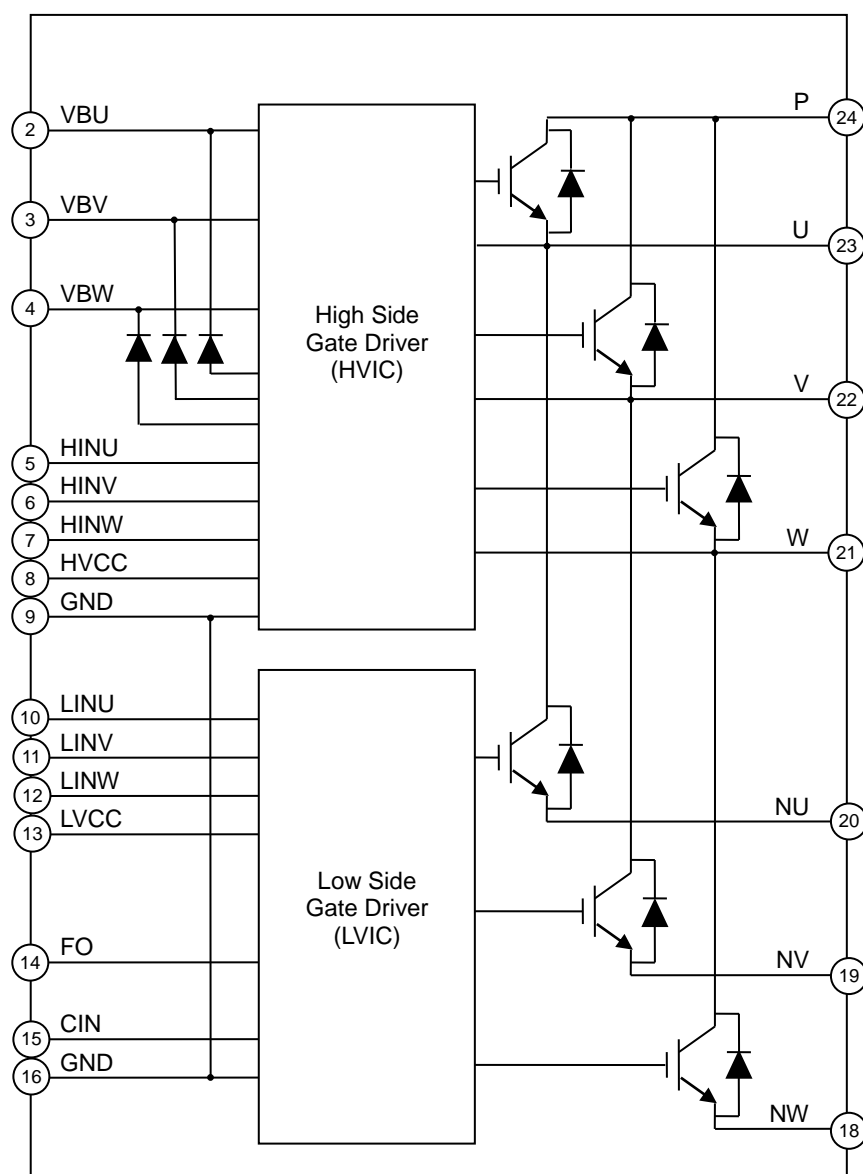 2 VBU
3 VBV
4 VBW
5 HINU
6 HINV
7 HINW
8 HVCC
9 GND
10 LINU
11 LINV
12 LINW
13 LVCC
14 FO
15 CIN
16 GND
High Side
Gate Driver
(HVIC)
Low Side
Gate Driver
(LVIC)
P 24
U 23
V 22
W 21
NU 20
NV 19
NW 18